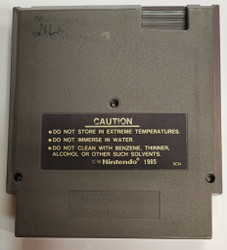 CAUTION
● DO NOT STORE IN EXTREME TEMPERATURES.
● DO NOT IMMERSE IN WATER.
● DO NOT CLEAN WITH BENZENE, THINNER,
ALCOHOL OR OTHER SUCH SOLVENTS.
Nintendo® 1985